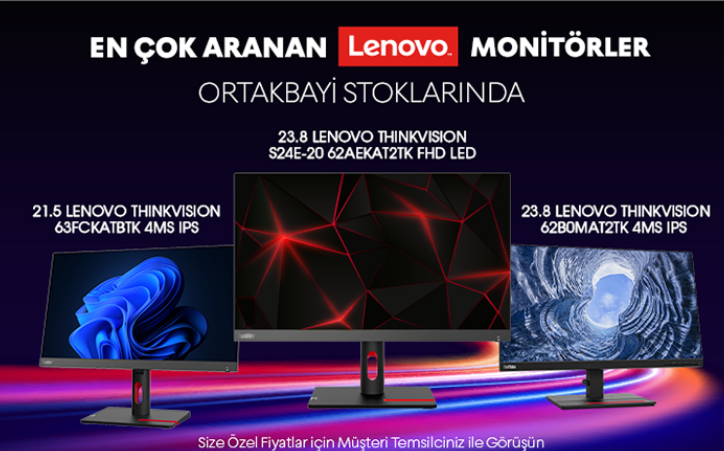 EN ÇOK ARANAN Lenovo. MONİTÖRLER
ORTAKBAYİ STOKLARINDA
23.8 LENOVO THINKVISION
S24E-20 62AEKAT2TK FHD LED
21.5 LENOVO THINKVISION
63FCKATBTK 4MS IPS
23.8 LENOVO THINKVISION
62B0MAT2TK 4MS IPS
Size Özel Fiyatlar için Müşteri Temsilciniz ile Görüşün